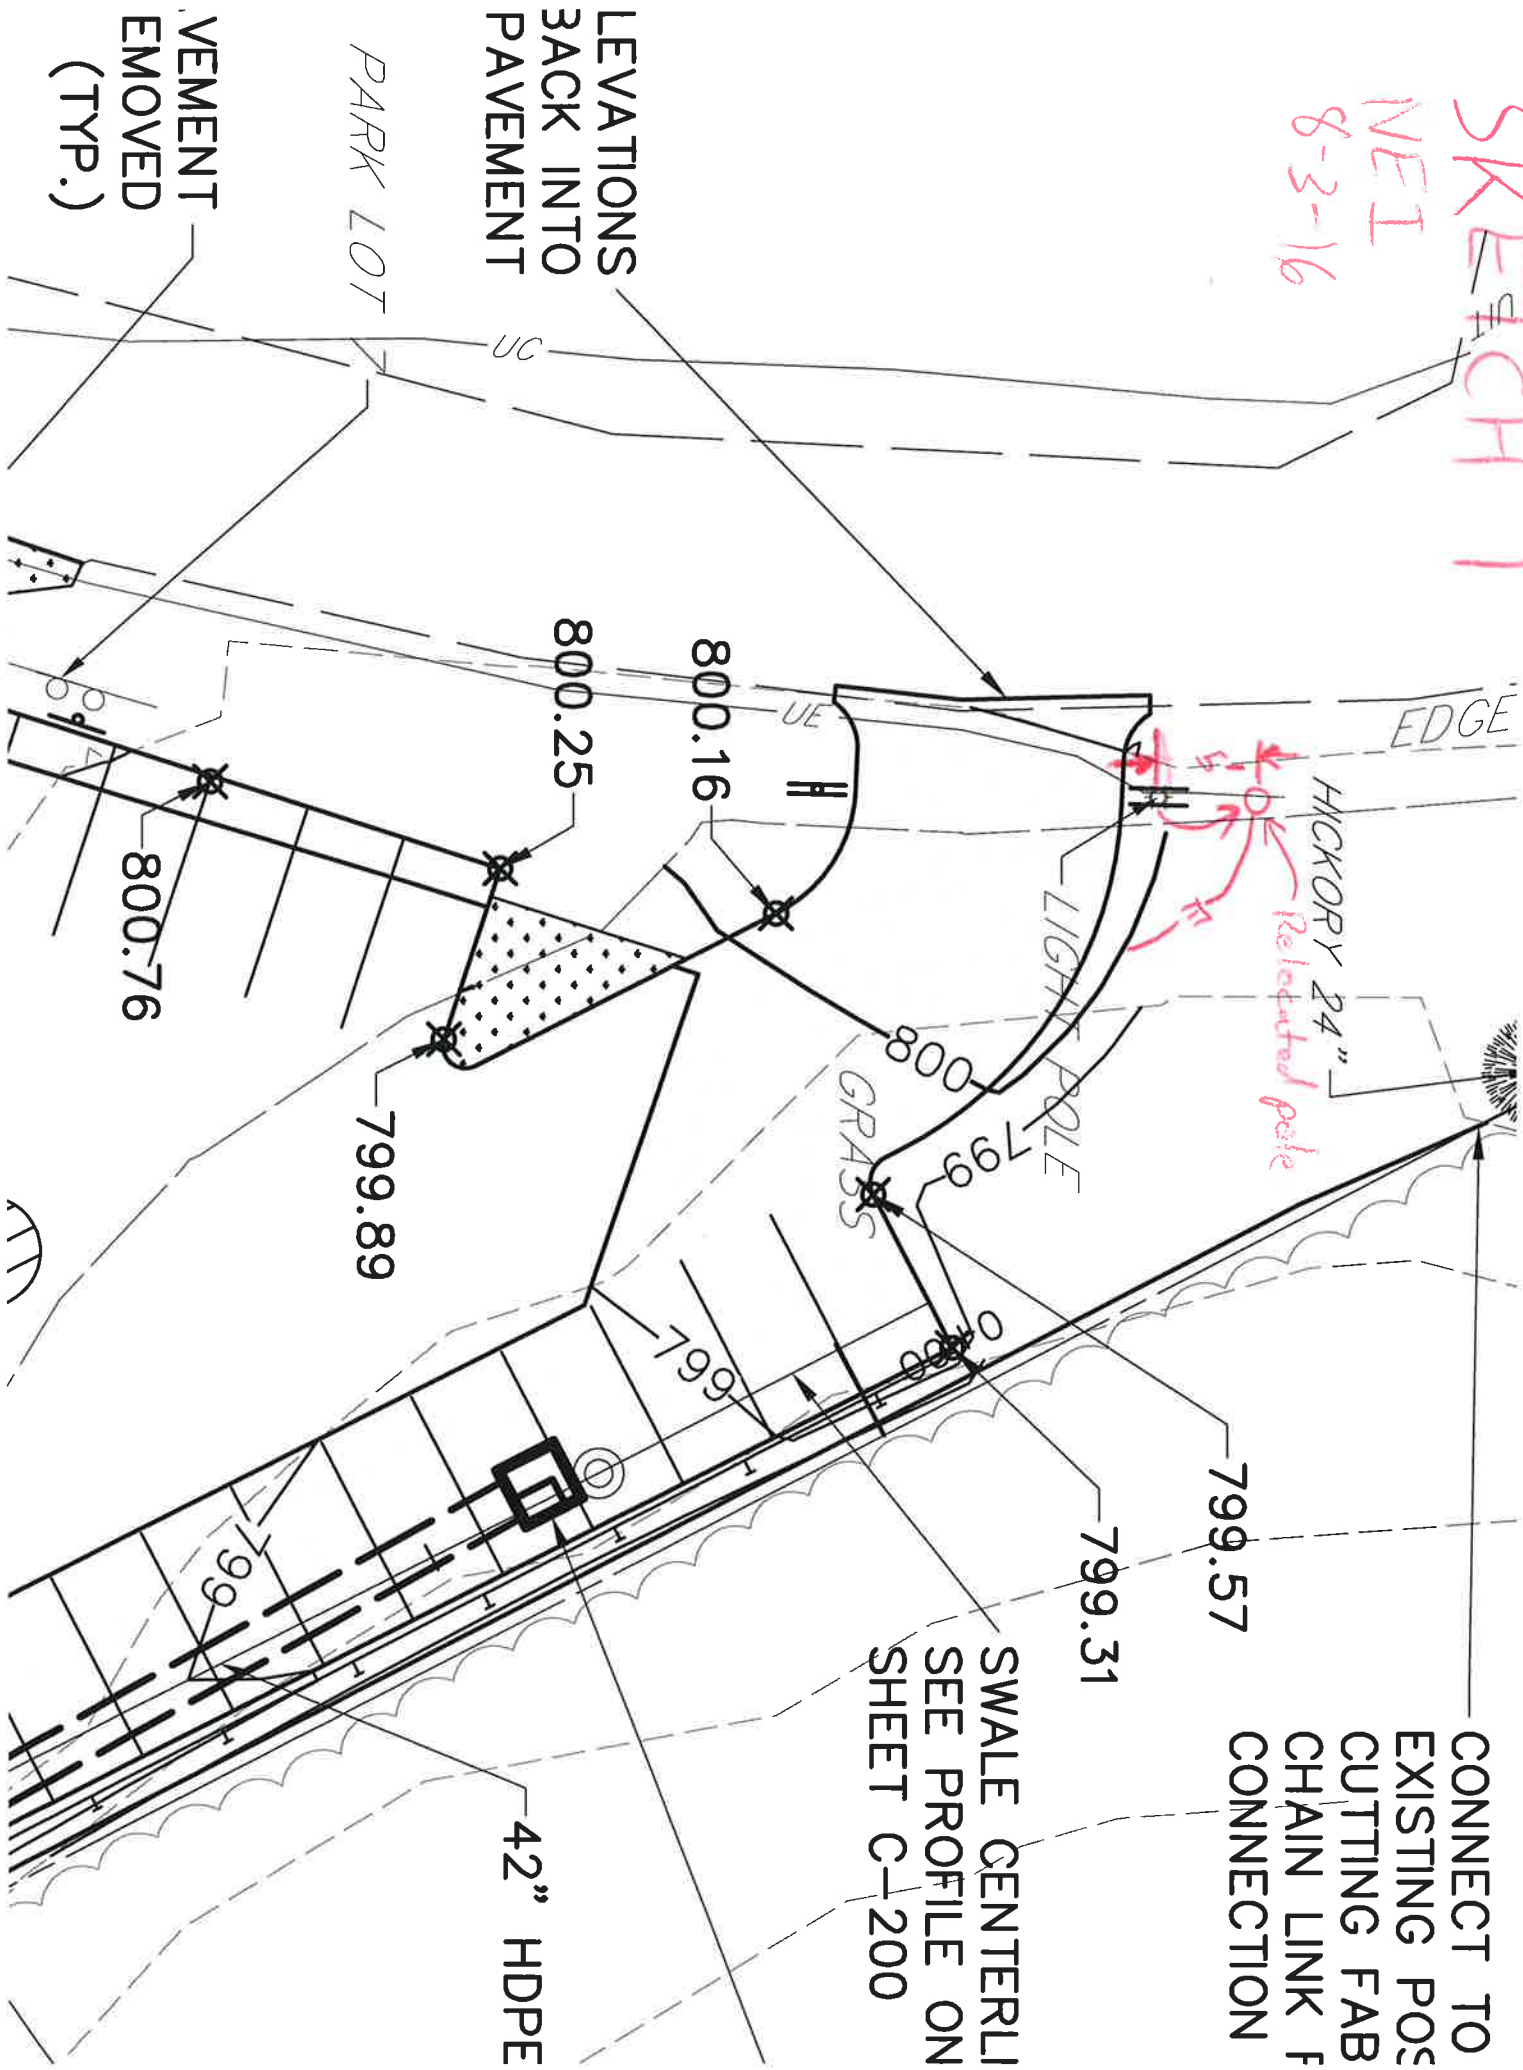 SKETCH 1
NEI
8-3-16
LEVATIONS
BACK INTO
PAVEMENT
PARK LOT
VEMENT
EMOVED
(TYP.)
UC
EDGE
UE
HICKORY 24"
Relocated pole
E
LIGHT POLE
GRASS
800.16
800.25
800.76
800
799
799.89
799
799
0+00
799.57
799.31
CONNECT TO
EXISTING POS
CUTTING FAB
CHAIN LINK F
CONNECTION
SWALE CENTERLI
SEE PROFILE ON
SHEET C-200
42" HDPE